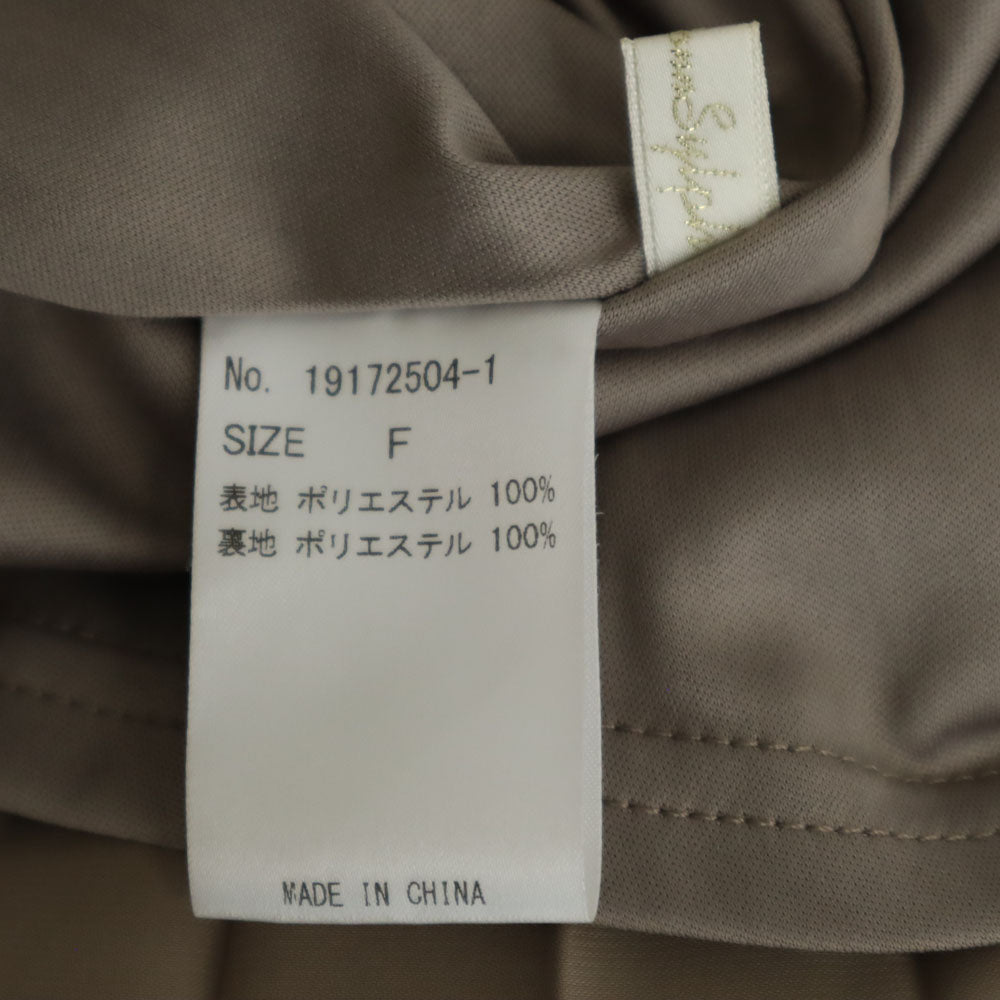 No. 19172504-1
SIZE F
表地 ポリエステル 100%
裏地 ポリエステル 100%
MADE IN CHINA